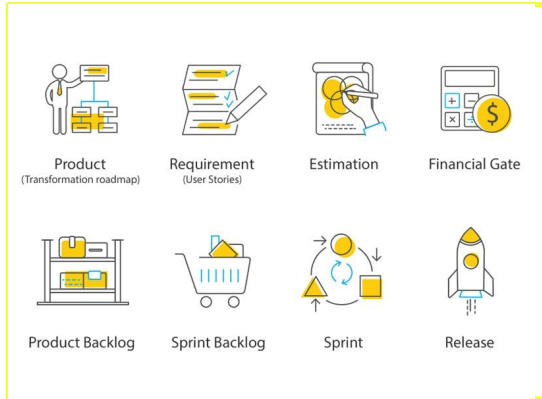 Product
(Transformation roadmap)
Requirement
(User Stories)
Estimation
Financial Gate
Product Backlog
Sprint Backlog
Sprint
Release